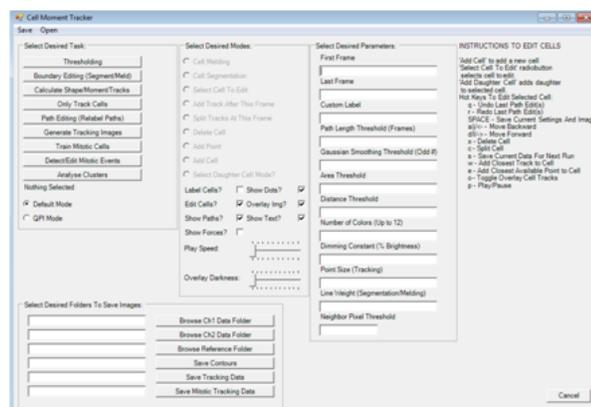 Cell Moment Tracker
Save Open
Select Desired Task:
Thresholding
Boundary Editing (Segment/Meld)
Calculate Shape/Moment/Tracks
Only Track Cells
Path Editing (Relabel Paths)
Generate Tracking Images
Train Mitotic Cells
Detect/Edit Mitotic Events
Analyse Clusters
Nothing Selected
Default Mode
QPI Mode
Select Desired Modes:
Cell Melding
Cell Segmentation
Select Cell To Edit
Add Track After This Frame
Split Tracks At This Frame
Delete Cell
Add Point
Add Cell
Select Daughter Cell Mode?
Label Cells? Show Dots?
Edit Cells? Overlay Img?
Show Paths? Show Text?
Show Forces?
Play Speed:
Overlay Darkness:
Select Desired Parameters:
First Frame
Last Frame
Custom Label
Path Length Threshold (Frames)
Gaussian Smoothing Threshold (Odd #)
Area Threshold
Distance Threshold
Number of Colors (Up to 12)
Dimming Constant (% Brightness)
Point Size (Tracking)
Line Weight (Segmentation/Melding)
Neighbor Pixel Threshold
INSTRUCTIONS TO EDIT CELLS
'Add Cell' to add a new cell
'Select Cell To Edit' radiobutton
selects cell to edit.
'Add Daughter Cell' adds daughter
to selected cell.
Hot Keys To Edit Selected Cell:
q - Undo Last Path Edit(s)
r - Redo Last Path Edit(s)
SPACE - Save Current Settings And Imag
a|/<- - Move Backward
d|/-> - Move Forward
x - Delete Cell
c - Split Cell
s - Save Current Data For Next Run
w - Add Closest Track to Cell
e - Add Closest Available Point to Cell
o - Toggle Overlay Cell Tracks
p - Play/Pause
Select Desired Folders To Save Images:
Browse Ch1 Data Folder
Browse Ch2 Data Folder
Browse Reference Folder
Save Contours
Save Tracking Data
Save Mitotic Tracking Data
Cancel